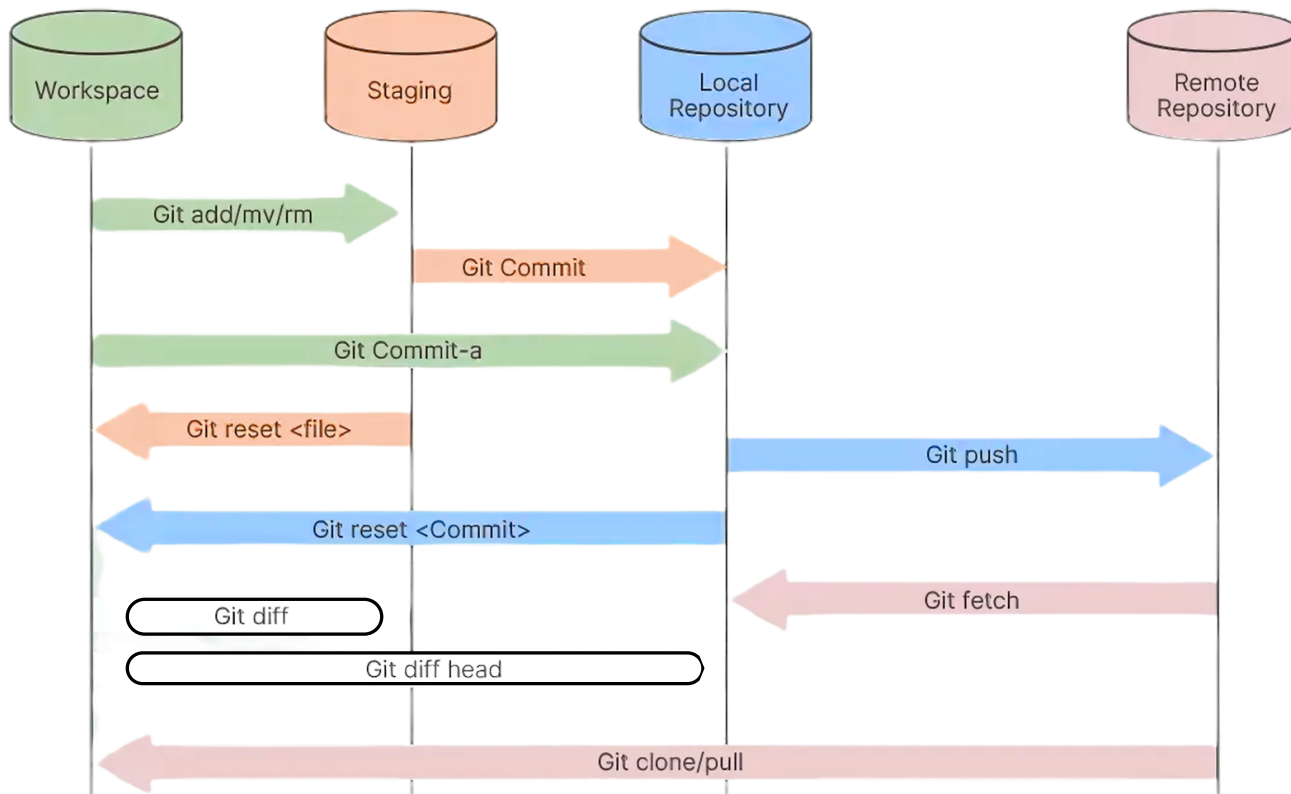 Workspace
Staging
Local
Repository
Remote
Repository
Git add/mv/rm
Git Commit
Git Commit-a
Git reset <file>
Git push
Git reset <Commit>
Git fetch
Git diff
Git diff head
Git clone/pull